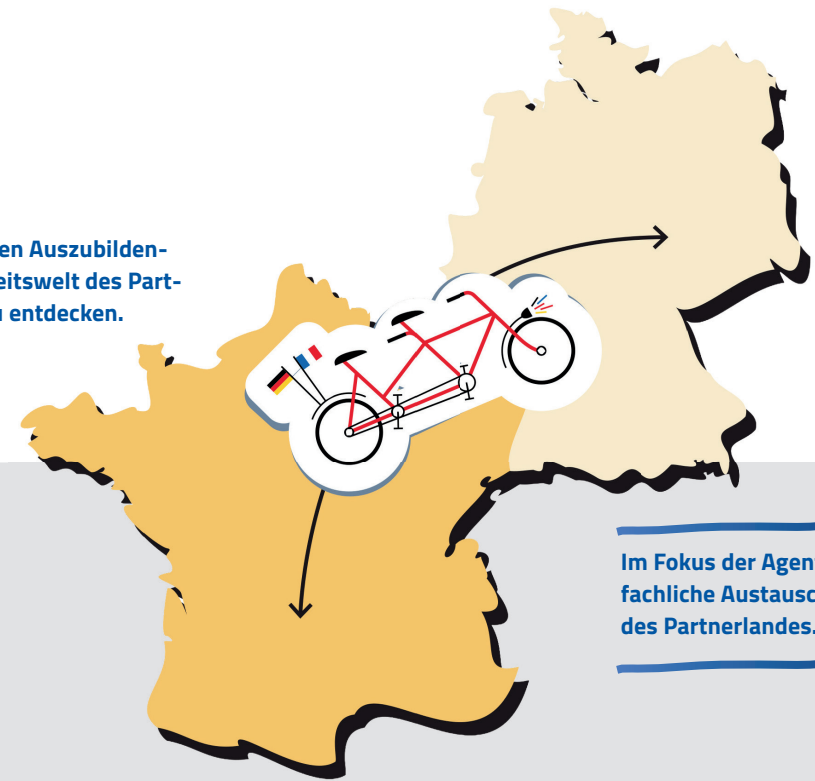 en Auszubilden-
eitswelt des Part-
entdecken.
Im Fokus der Agen
fachliche Austausc
des Partnerlandes.